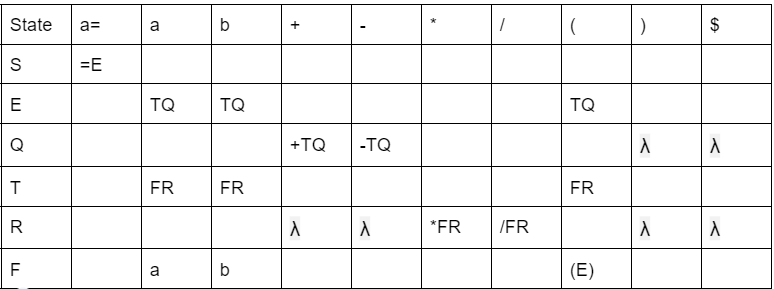 State a= a b + - * / ( ) $
S =E
E TQ TQ TQ
Q +TQ -TQ λ λ
T FR FR FR
R λ λ *FR /FR λ λ
F a b (E)